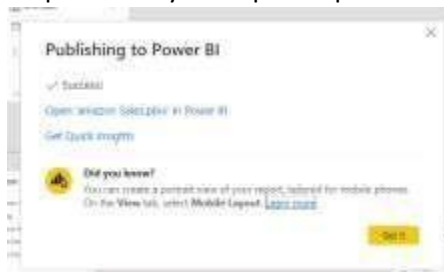 Publishing to Power BI
Success
Open amazon Sales.pbix in Power BI
Get Quick Insights
Did you know?
You can create a portrait view of your report, tailored for mobile phones.
On the View tab, select Mobile Layout. Learn more
Got it